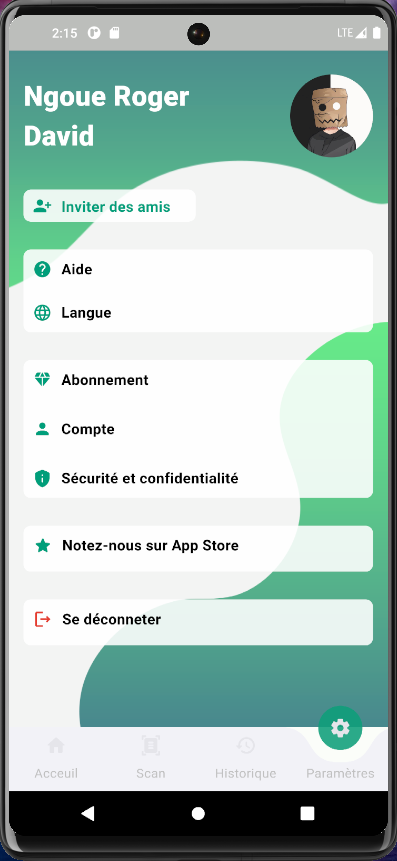 2:15
LTE
Ngoue Roger
David
Inviter des amis
Aide
Langue
Abonnement
Compte
Sécurité et confidentialité
Notez-nous sur App Store
Se déconneter
Acceuil
Scan
Historique
Paramètres